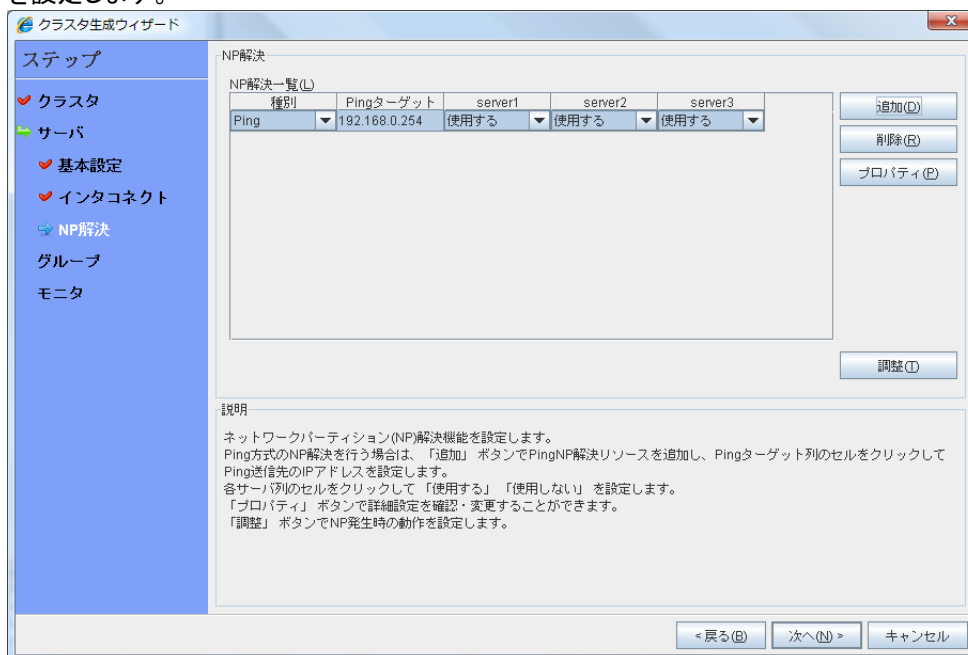 を設定します。
クラスタ生成ウィザード
ステップ
クラスタ
サーバ
基本設定
インタコネクト
NP解決
グループ
モニタ
NP解決
NP解決一覧(L)
種別 Pingターゲット server1 server2 server3
Ping 192.168.0.254 使用する 使用する 使用する
追加(D)
削除(R)
プロパティ(P)
調整(T)
説明
ネットワークパーティション(NP)解決機能を設定します。
Ping方式のNP解決を行う場合は、「追加」 ボタンでPingNP解決リソースを追加し、Pingターゲット列のセルをクリックして
Ping送信先のIPアドレスを設定します。
各サーバ列のセルをクリックして 「使用する」 「使用しない」 を設定します。
「プロパティ」 ボタンで詳細設定を確認・変更することができます。
「調整」 ボタンでNP発生時の動作を設定します。
<戻る(B)
次へ(N)>
キャンセル